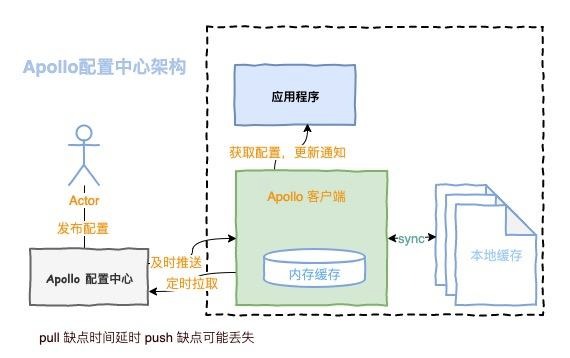 Apollo配置中心架构
应用程序
获取配置，更新通知
Actor
Apollo 客户端
发布配置
sync
本地缓存
及时推送
内存缓存
Apollo 配置中心
定时拉取
pull 缺点时间延时 push 缺点可能丢失